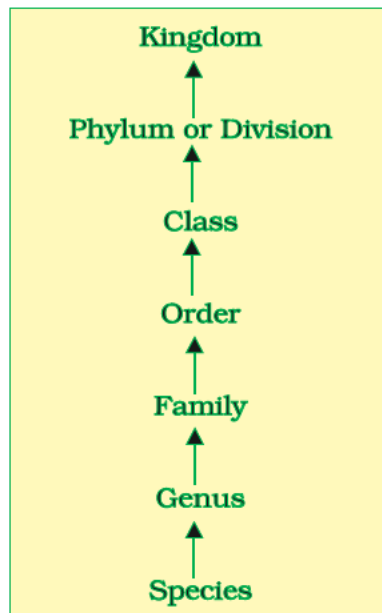 Kingdom
Phylum or Division
Class
Order
Family
Genus
Species